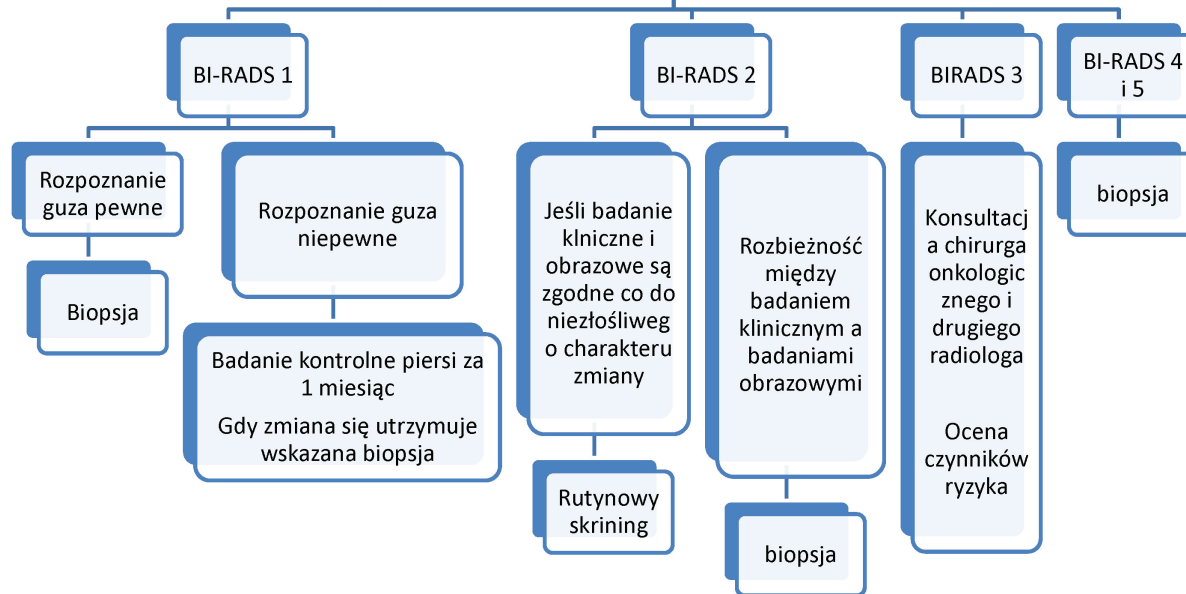 BI-RADS 1
BI-RADS 2
BIRADS 3
BI-RADS 4
i 5
Rozpoznanie
guza pewne
Biopsja
Rozpoznanie guza
niepewne
Badanie kontrolne piersi za
1 miesiąc
Gdy zmiana się utrzymuje
wskazana biopsja
Jeśli badanie
klniczne i
obrazowe są
zgodne co do
niezłośliweg
o charakteru
zmiany
Rutynowy
skrining
Rozbieżność
między
badaniem
klinicznym a
badaniami
obrazowymi
biopsja
Konsultacj
a chirurga
onkologic
znego i
drugiego
radiologa
Ocena
czynników
ryzyka
biopsja